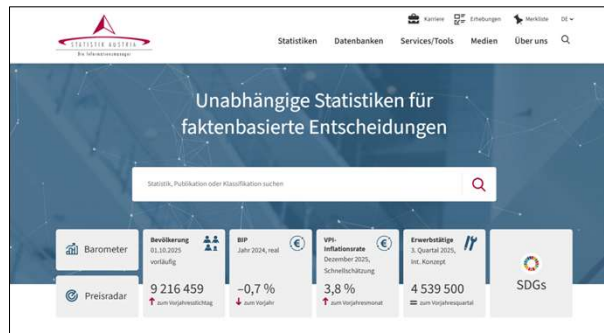 Karriere Erhebungen Merkliste DE
STATISTIK AUSTRIA
Die Informationsmanager
Statistiken Datenbanken Services/Tools Medien Über uns
Unabhängige Statistiken für
faktenbasierte Entscheidungen
Statistik, Publikation oder Klassifikation suchen
Barometer
Preisradar
Bevölkerung
01.10.2025
vorläufig
9 216 459
zum Vorjahresstichtag
BIP
Jahr 2024, real
–0,7 %
zum Vorjahr
VPI-
Inflationsrate
Dezember 2025,
Schnellschätzung
3,8 %
zum Vorjahresmonat
Erwerbstätige
3. Quartal 2025,
int. Konzept
4 539 500
zum Vorjahresquartal
SDGs